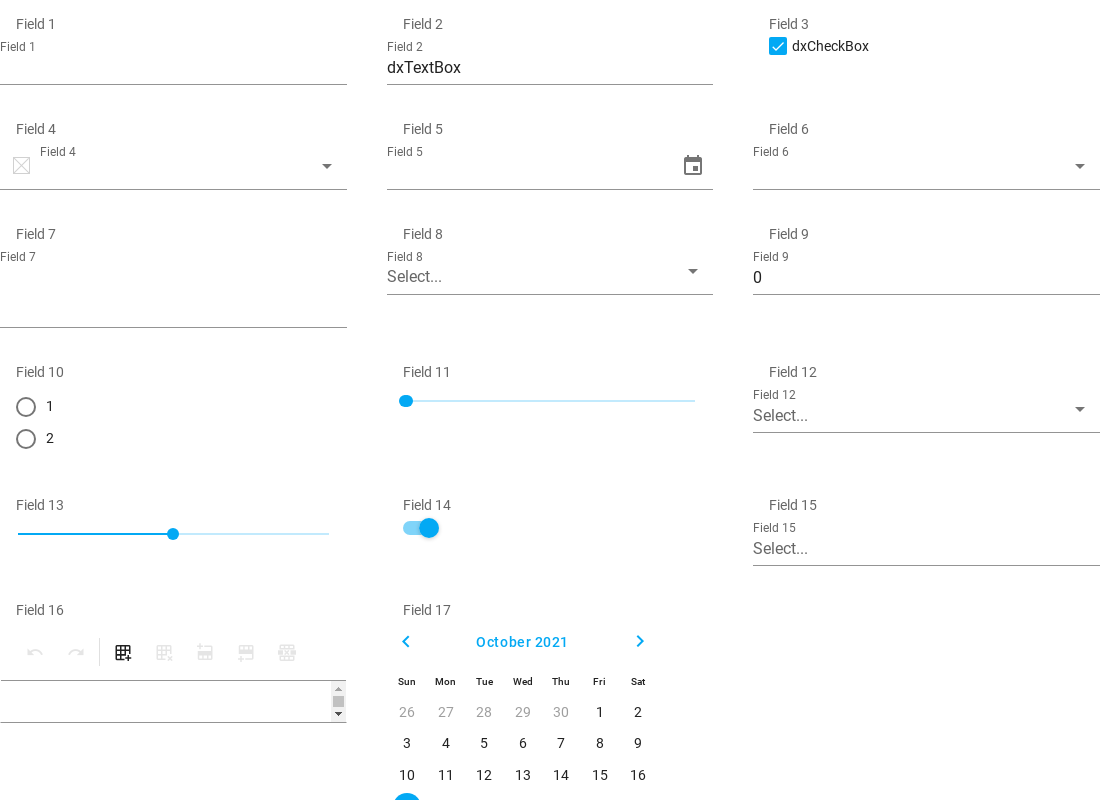 Field 1
Field 1
Field 2
Field 2
dxTextBox
Field 3
dxCheckBox
Field 4
Field 4
Field 5
Field 5
Field 6
Field 6
Field 7
Field 7
Field 8
Field 8
Select...
Field 9
Field 9
0
Field 10
1
2
Field 11
Field 12
Field 12
Select...
Field 13
Field 14
Field 15
Field 15
Select...
Field 16
Field 17
October 2021
Sun Mon Tue Wed Thu Fri Sat
26 27 28 29 30 1 2
3 4 5 6 7 8 9
10 11 12 13 14 15 16